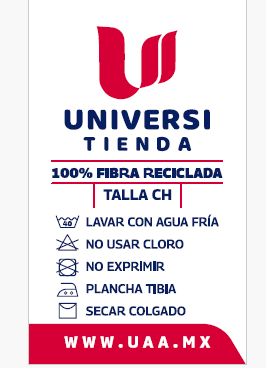 UNIVERSI
TIENDA
100% FIBRA RECICLADA
TALLA CH
40 LAVAR CON AGUA FRÍA
NO USAR CLORO
NO EXPRIMIR
PLANCHA TIBIA
SECAR COLGADO
WWW.UAA.MX